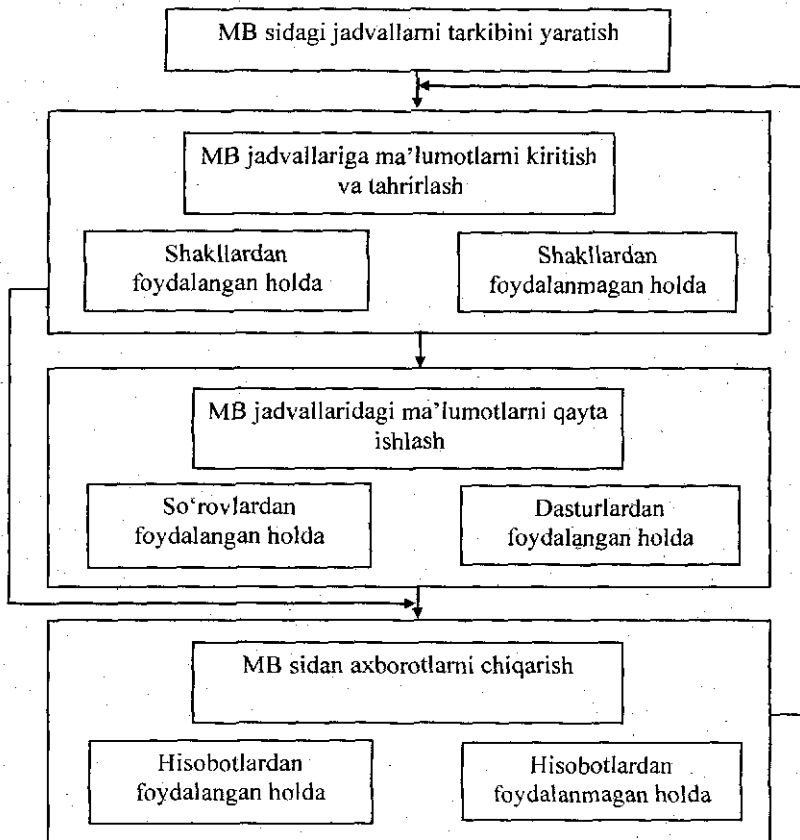 MB sidagi jadvallarni tarkibini yaratish
MB jadvallariga ma’lumotlarni kiritish
va tahrirlash
Shakllardan
foydalangan holda
Shakllardan
foydalanmagan holda
MB jadvallaridagi ma’lumotlarni qayta
ishlash
So‘rovlardan
foydalangan holda
Dasturlardan
foydalangan holda
MB sidan axborotlarni chiqarish
Hisobotlardan
foydalangan holda
Hisobotlardan
foydalanmagan holda